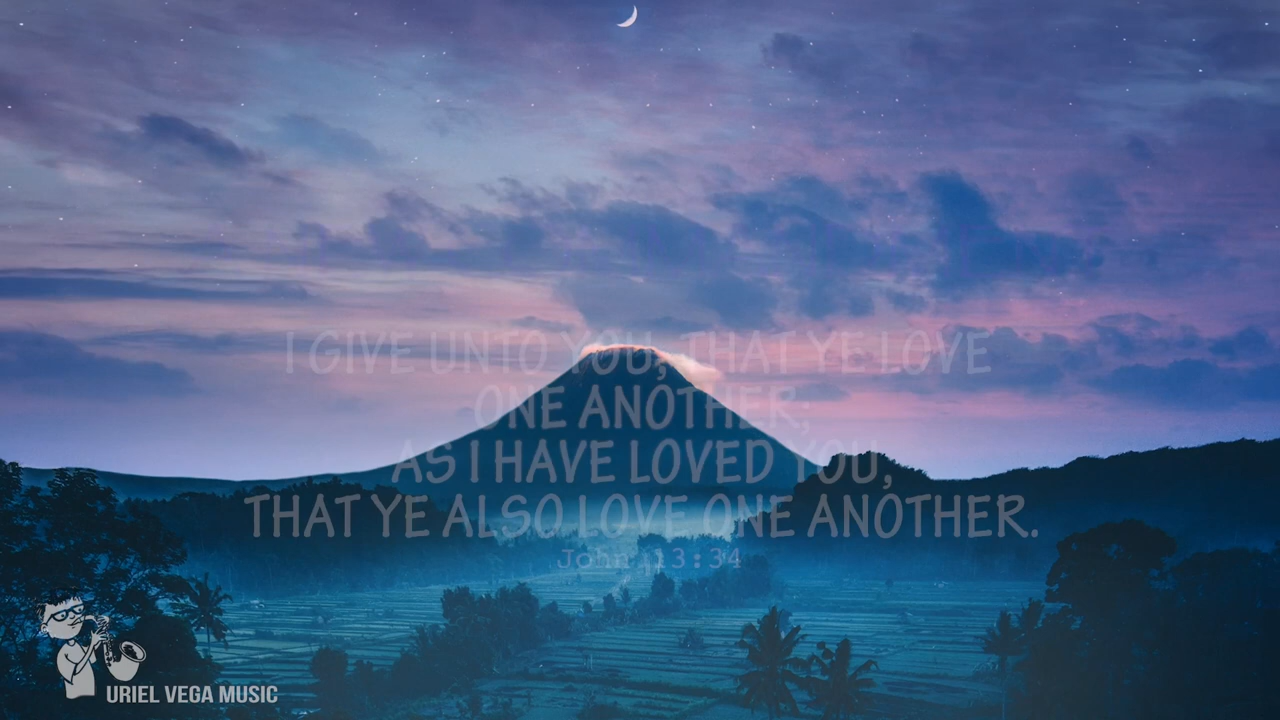 I GIVE UNTO YOU, THAT YE LOVE
ONE ANOTHER;
AS I HAVE LOVED YOU,
THAT YE ALSO LOVE ONE ANOTHER.
John 13:34
URIEL VEGA MUSIC